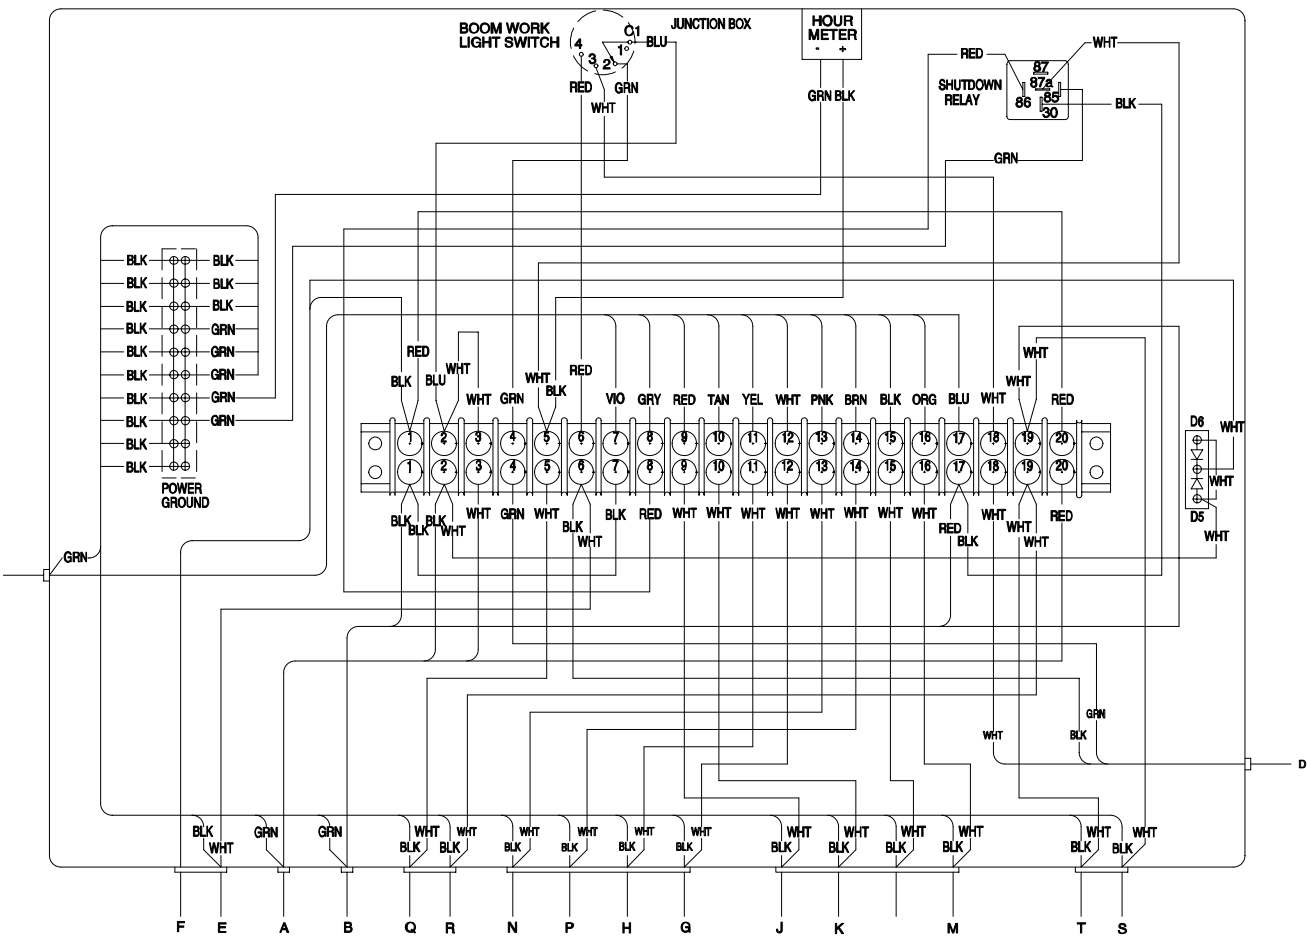 BOOM WORK
LIGHT SWITCH
4
3
2
1
C1
BLU
JUNCTION BOX
RED
WHT
GRN
HOUR
METER
- +
GRN BLK
RED
WHT
SHUTDOWN
RELAY
87
87a
86
85
30
BLK
GRN
BLK BLK
BLK BLK
BLK BLK
BLK GRN
BLK GRN
BLK GRN
BLK GRN
BLK GRN
BLK
BLK
POWER
GROUND
GRN
RED
BLK
BLU
WHT
WHT
GRN
WHT
BLK
RED
VIO GRY RED TAN YEL WHT PNK BRN BLK ORG BLU WHT
WHT
WHT
RED
1 2 3 4 5 6 7 8 9 10 11 12 13 14 15 16 17 18 19 20
1 2 3 4 5 6 7 8 9 10 11 12 13 14 15 16 17 18 19 20
BLK
BLK
BLK
WHT
WHT
GRN
WHT
BLK
WHT
BLK RED WHT WHT WHT WHT WHT WHT WHT WHT
RED
BLK
WHT
WHT
WHT
RED
D6
WHT
WHT
D5
WHT
GRN
WHT
BLK
D
BLK
WHT
GRN
GRN
WHT
BLK
WHT
BLK
WHT
BLK
WHT
BLK
WHT
BLK
WHT
BLK
WHT
BLK
WHT
BLK
BLK
WHT
BLK
WHT
BLK
WHT
BLK
F E A B Q R N P H G J K M T S